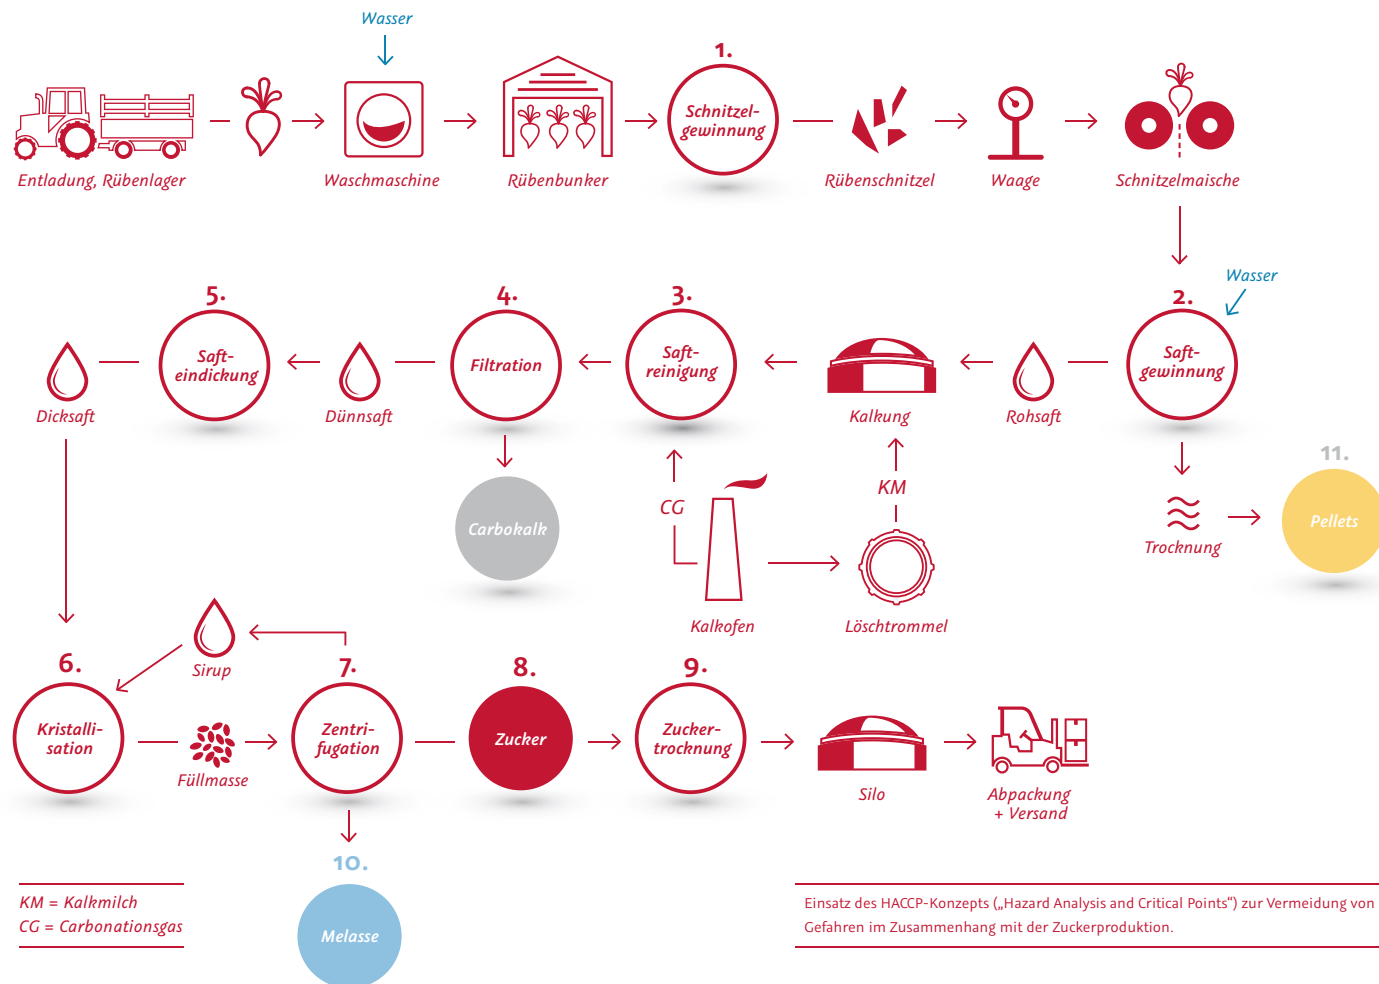 Wasser
1.
Schnitzel-
gewinnung
Entladung, Rübenlager
Waschmaschine
Rübenbunker
Rübenschnitzel
Waage
Schnitzelmaische
Wasser
5.
4.
3.
2.
Saft-
eindickung
Filtration
Saft-
reinigung
Saft-
gewinnung
Dicksaft
Dünnsaft
Kalkung
Rohsaft
11.
CG
KM
Carbokalk
Pellets
Trocknung
Kalkofen
Löschtrommel
Sirup
6.
7.
8.
9.
Kristalli-
sation
Zentri-
fugation
Zucker
Zucker-
trocknung
Füllmasse
Silo
Abpackung
+ Versand
10.
Melasse
KM = Kalkmilch
CG = Carbonationsgas
Einsatz des HACCP-Konzepts („Hazard Analysis and Critical Points“) zur Vermeidung von
Gefahren im Zusammenhang mit der Zuckerproduktion.